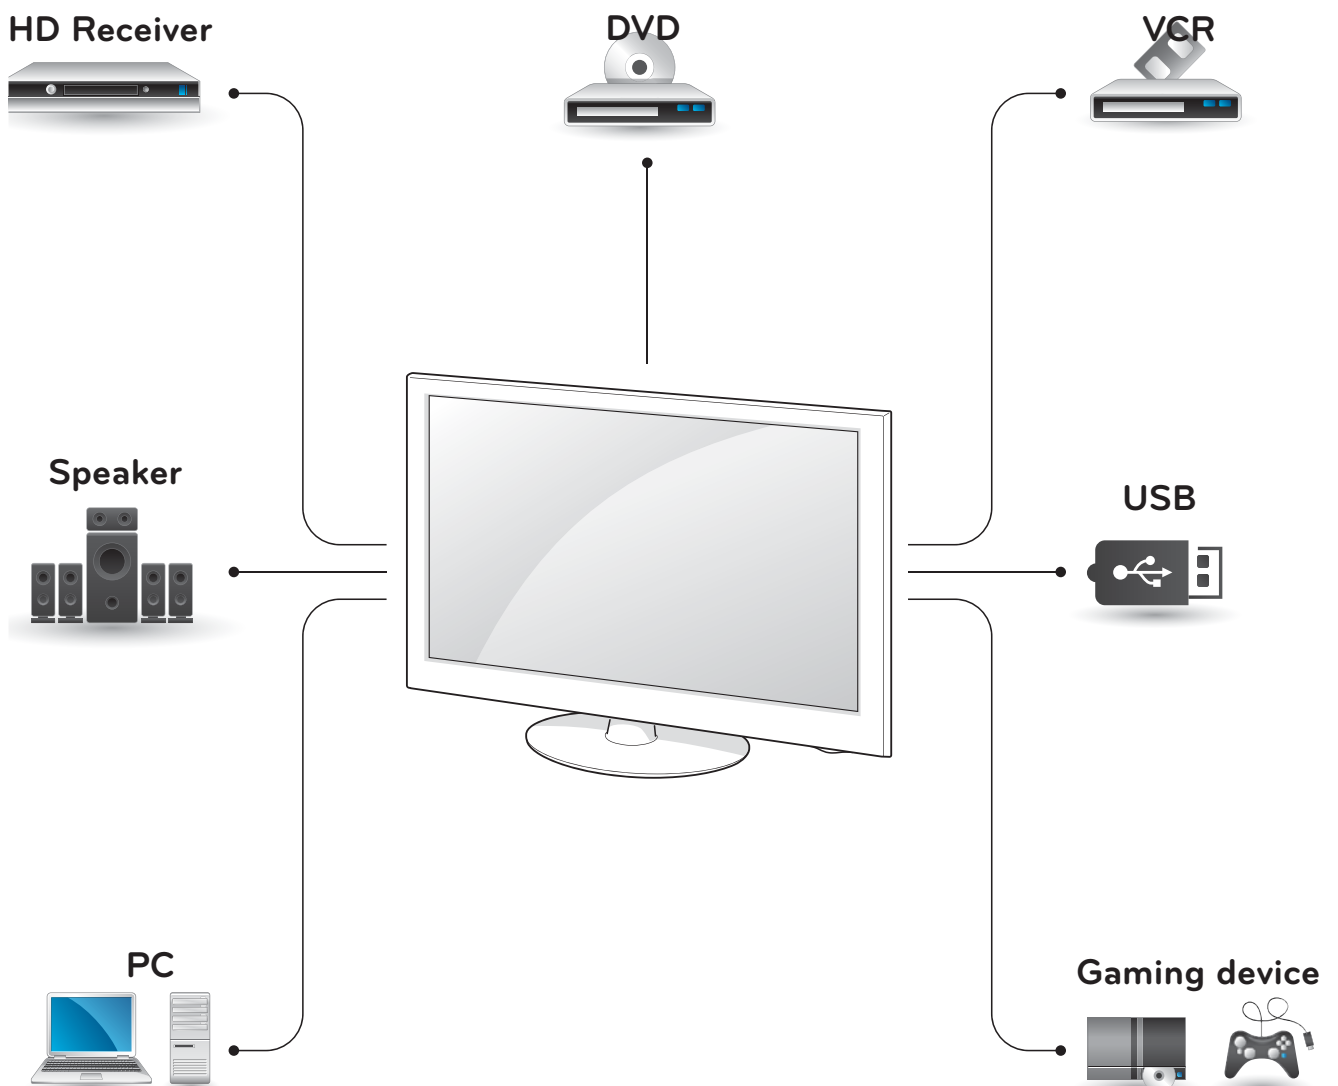 HD Receiver
DVD
VCR
Speaker
USB
PC
Gaming device